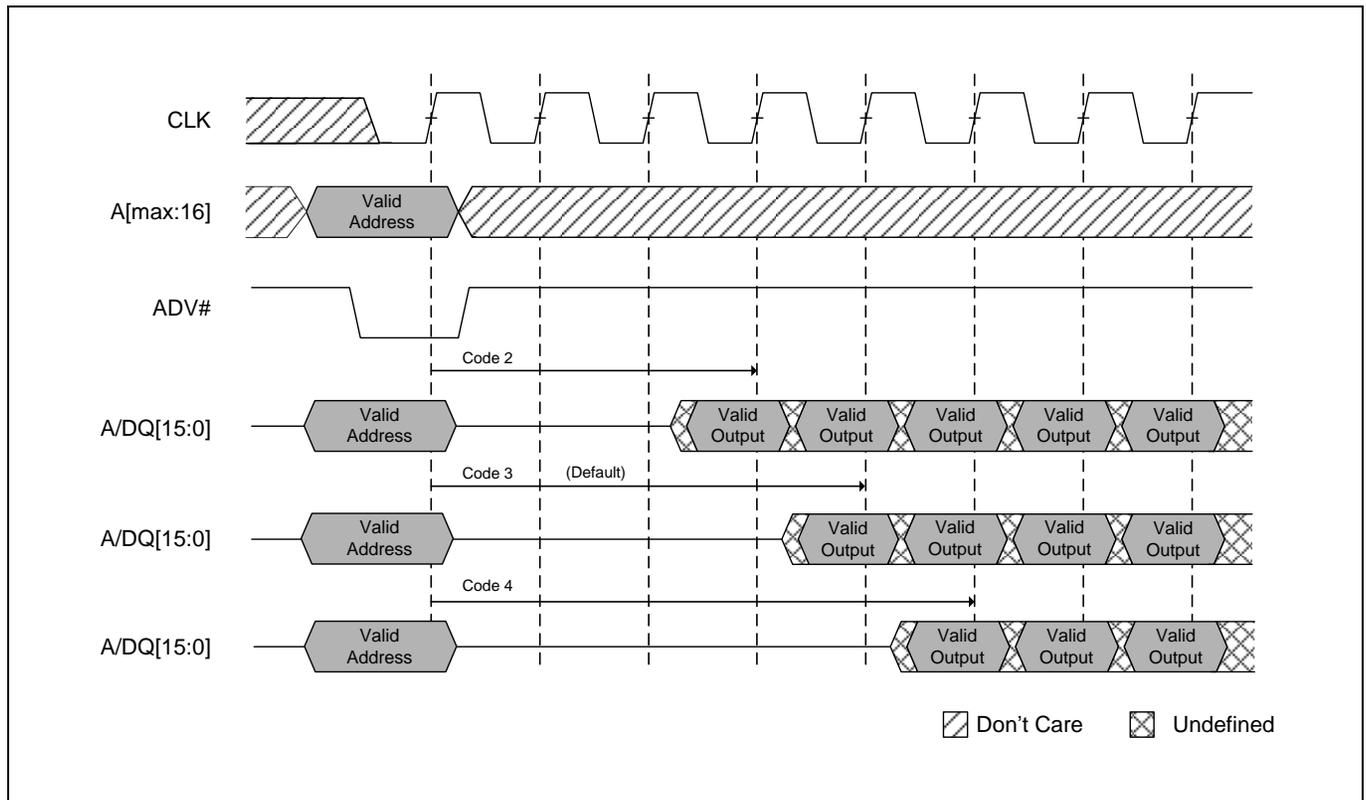 CLK
A[max:16]
Valid
Address
ADV#
Code 2
A/DQ[15:0]
Valid
Address
Valid
Output
Valid
Output
Valid
Output
Valid
Output
Valid
Output
Code 3
(Default)
A/DQ[15:0]
Valid
Address
Valid
Output
Valid
Output
Valid
Output
Valid
Output
Code 4
A/DQ[15:0]
Valid
Address
Valid
Output
Valid
Output
Valid
Output
Don't Care
Undefined